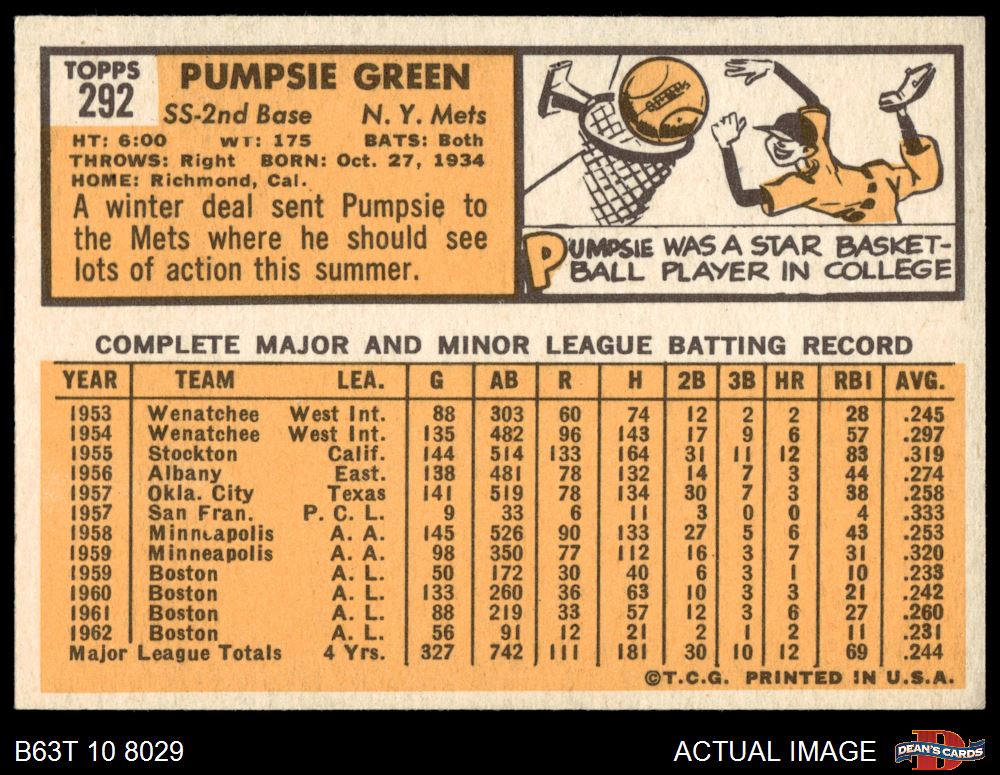 TOPPS
292
PUMPSIE GREEN
SS-2nd Base N. Y. Mets
HT: 6:00 WT: 175 BATS: Both
THROWS: Right BORN: Oct. 27, 1934
HOME: Richmond, Cal.
A winter deal sent Pumpsie to
the Mets where he should see
lots of action this summer.
PUMPSIE WAS A STAR BASKET-
BALL PLAYER IN COLLEGE
COMPLETE MAJOR AND MINOR LEAGUE BATTING RECORD
YEAR TEAM LEA. G AB R H 2B 3B HR RBI AVG.
1953 Wenatchee West Int. 88 303 60 74 12 2 2 28 .245
1954 Wenatchee West Int. 135 482 96 143 17 9 6 57 .297
1955 Stockton Calif. 144 514 133 164 31 11 12 83 .319
1956 Albany East. 138 481 78 132 14 7 3 44 .274
1957 Okla. City Texas 141 519 78 134 30 7 3 38 .258
1957 San Fran. P. C. L. 9 33 6 11 3 0 0 4 .333
1958 Minneapolis A. A. 145 526 90 133 27 5 6 43 .253
1959 Minneapolis A. A. 98 350 77 112 16 3 7 31 .320
1959 Boston A. L. 50 172 30 40 6 3 1 10 .233
1960 Boston A. L. 133 260 36 63 10 3 3 21 .242
1961 Boston A. L. 88 219 33 57 12 3 6 27 .260
1962 Boston A. L. 56 91 12 21 2 1 2 11 .231
Major League Totals 4 Yrs. 327 742 111 181 30 10 12 69 .244
©T.C.G. PRINTED IN U.S.A.
B63T 10 8029 ACTUAL IMAGE DEAN'S CARDS